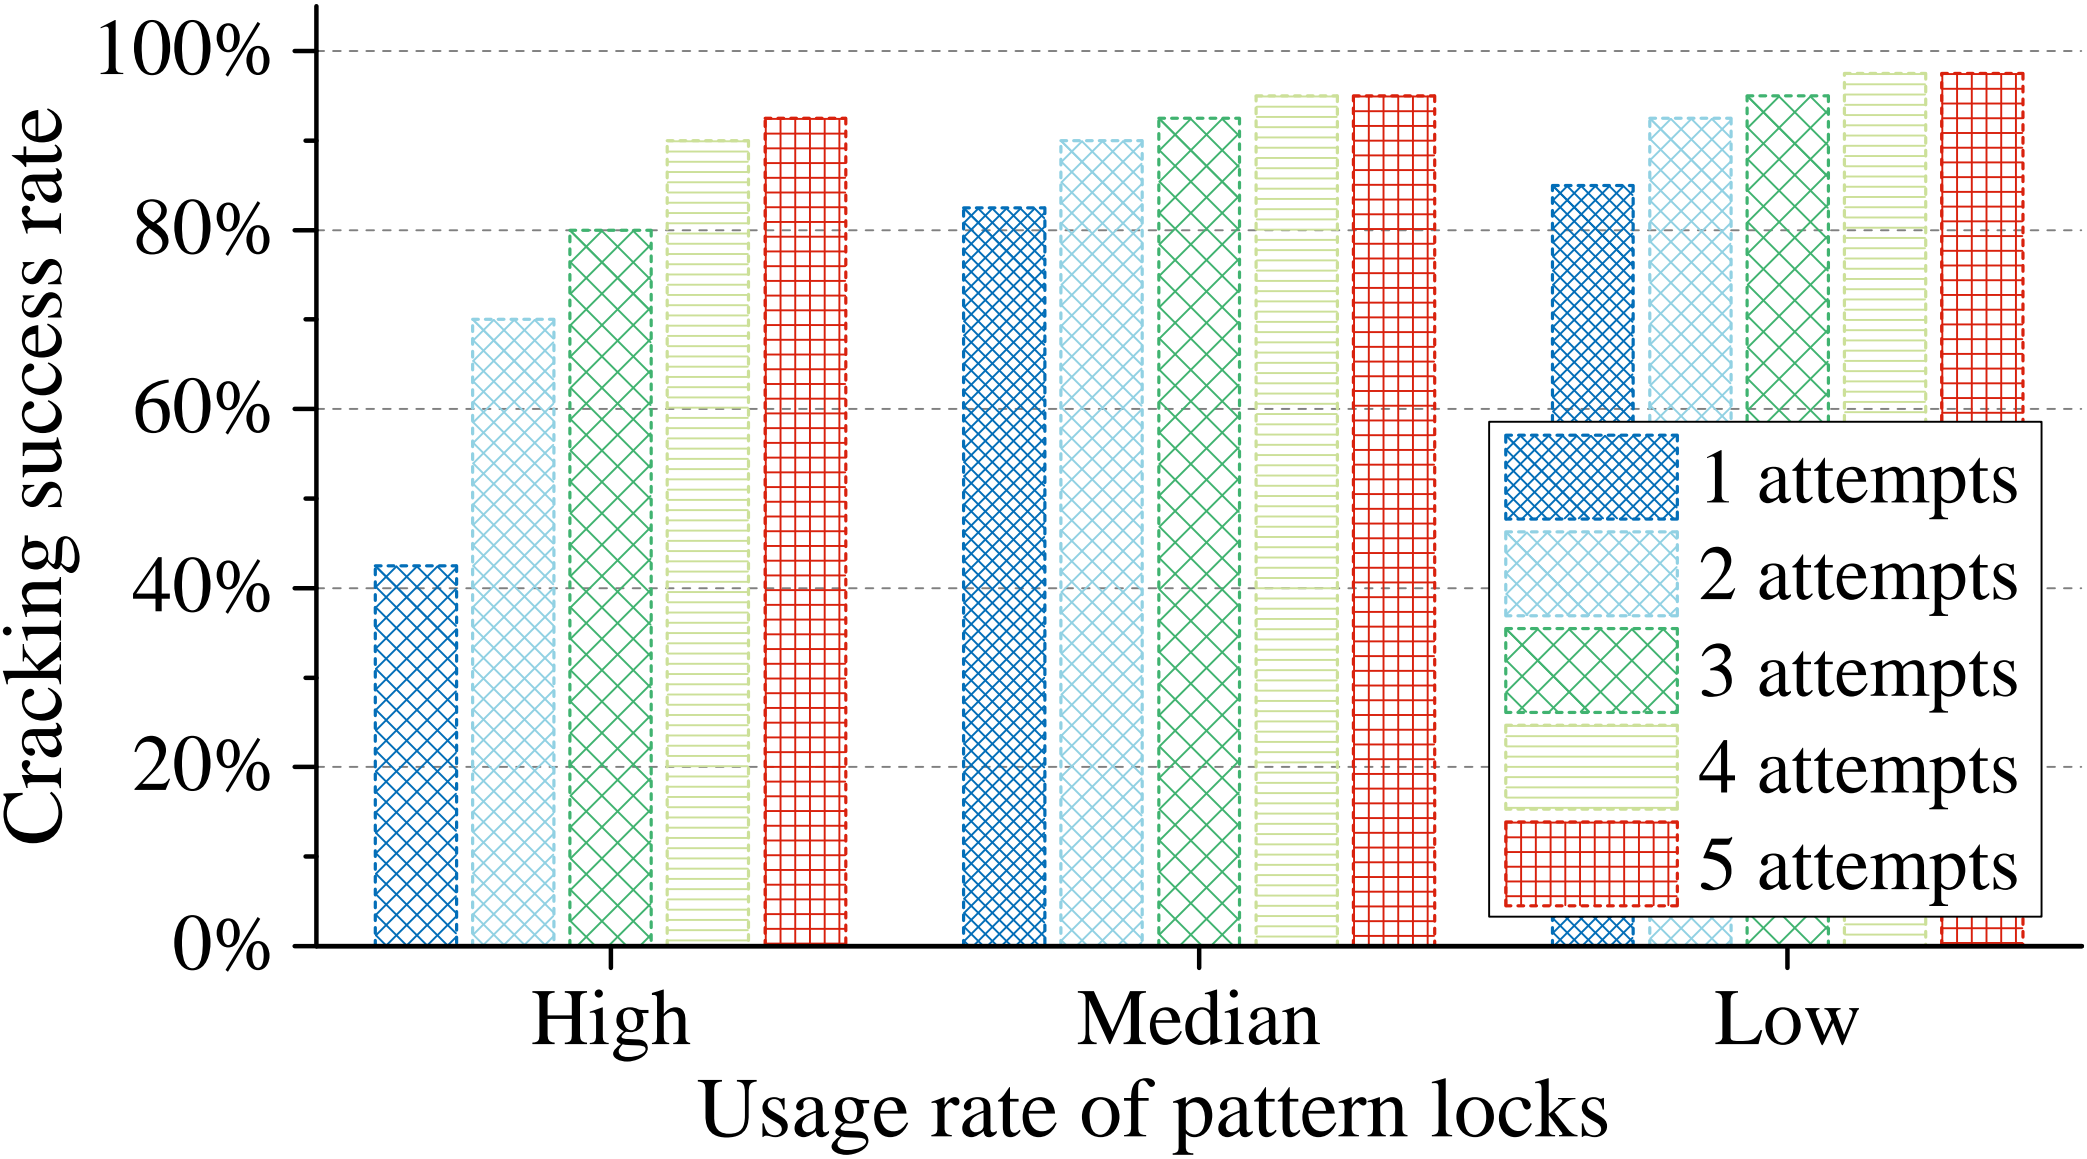 Cracking success rate
100%
80%
60%
40%
20%
0%
1 attempts
2 attempts
3 attempts
4 attempts
5 attempts
High
Median
Low
Usage rate of pattern locks